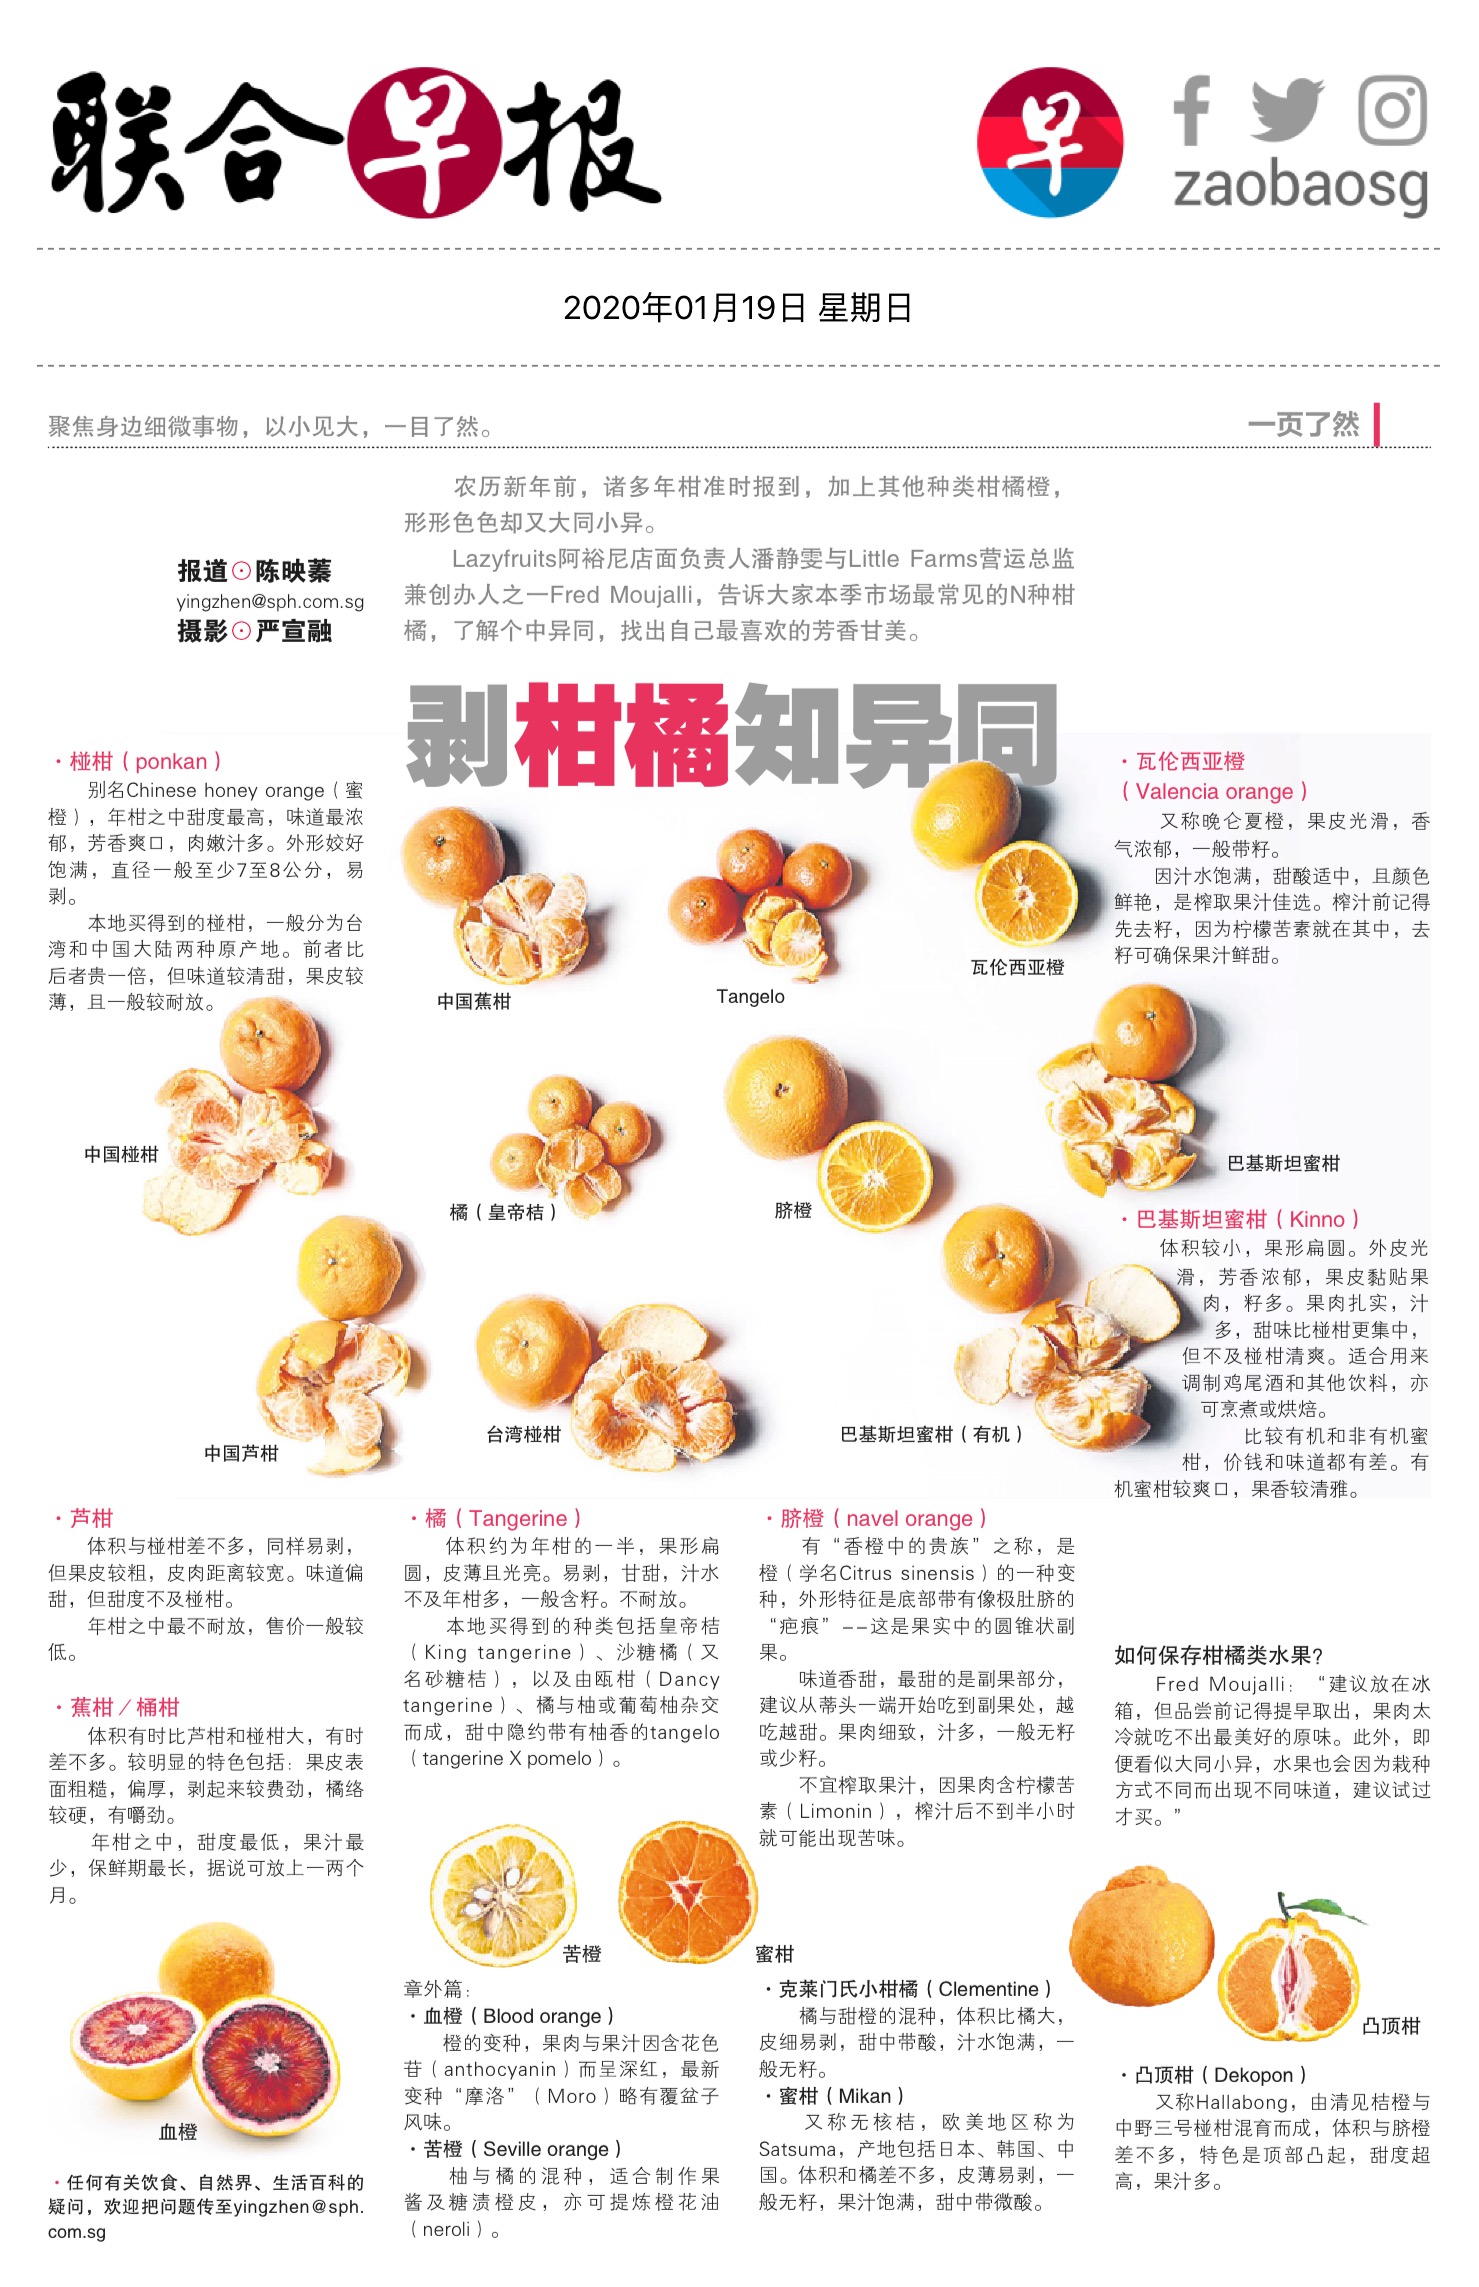 联合早报
早
zaobaosg
2020年01月19日 星期日
聚焦身边细微事物，以小见大，一目了然。
一页了然
农历新年前，诸多年柑准时报到，加上其他种类柑橘橙，
形形色色却又大同小异。
Lazyfruits阿裕尼店面负责人潘静雯与Little Farms营运总监
兼创办人之一Fred Moujalli，告诉大家本季市场最常见的N种柑
橘，了解个中异同，找出自己最喜欢的芳香甘美。
报道⊙陈映蓁
yingzhen@sph.com.sg
摄影⊙严宣融
剥柑橘知异同
·椪柑（ponkan）
别名Chinese honey orange（蜜
橙），年柑之中甜度最高，味道最浓
郁，芳香爽口，肉嫩汁多。外形姣好
饱满，直径一般至少7至8公分，易
剥。
本地买得到的椪柑，一般分为台
湾和中国大陆两种原产地。前者比
后者贵一倍，但味道较清甜，果皮较
薄，且一般较耐放。
·瓦伦西亚橙
（Valencia orange）
又称晚仑夏橙，果皮光滑，香
气浓郁，一般带籽。
因汁水饱满，甜酸适中，且颜色
鲜艳，是榨取果汁佳选。榨汁前记得
先去籽，因为柠檬苦素就在其中，去
籽可确保果汁鲜甜。
中国蕉柑
Tangelo
瓦伦西亚橙
中国椪柑
橘（皇帝桔）
脐橙
巴基斯坦蜜柑
中国芦柑
台湾椪柑
巴基斯坦蜜柑（有机）
·巴基斯坦蜜柑（Kinno）
体积较小，果形扁圆。外皮光
滑，芳香浓郁，果皮黏贴果
肉，籽多。果肉扎实，汁
多，甜味比椪柑更集中，
但不及椪柑清爽。适合用来
调制鸡尾酒和其他饮料，亦
可烹煮或烘焙。
比较有机和非有机蜜
柑，价钱和味道都有差。有
机蜜柑较爽口，果香较清雅。
·芦柑
体积与椪柑差不多，同样易剥，
但果皮较粗，皮肉距离较宽。味道偏
甜，但甜度不及椪柑。
年柑之中最不耐放，售价一般较
低。
·蕉柑／桶柑
体积有时比芦柑和椪柑大，有时
差不多。较明显的特色包括：果皮表
面粗糙，偏厚，剥起来较费劲，橘络
较硬，有嚼劲。
年柑之中，甜度最低，果汁最
少，保鲜期最长，据说可放上一两个
月。
·橘（Tangerine）
体积约为年柑的一半，果形扁
圆，皮薄且光亮。易剥，甘甜，汁水
不及年柑多，一般含籽。不耐放。
本地买得到的种类包括皇帝桔
（King tangerine）、沙糖橘（又
名砂糖桔），以及由瓯柑（Dancy
tangerine）、橘与柚或葡萄柚杂交
而成，甜中隐约带有柚香的tangelo
（tangerine X pomelo）。
·脐橙（navel orange）
有“香橙中的贵族”之称，是
橙（学名Citrus sinensis）的一种变
种，外形特征是底部带有像极肚脐的
“疤痕”－－这是果实中的圆锥状副
果。
味道香甜，最甜的是副果部分，
建议从蒂头一端开始吃到副果处，越
吃越甜。果肉细致，汁多，一般无籽
或少籽。
不宜榨取果汁，因果肉含柠檬苦
素（Limonin），榨汁后不到半小时
就可能出现苦味。
如何保存柑橘类水果？
Fred Moujalli：“建议放在冰
箱，但品尝前记得提早取出，果肉太
冷就吃不出最美好的原味。此外，即
便看似大同小异，水果也会因为栽种
方式不同而出现不同味道，建议试过
才买。”
苦橙
蜜柑
凸顶柑
血橙
章外篇：
·血橙（Blood orange）
橙的变种，果肉与果汁因含花色
苷（anthocyanin）而呈深红，最新
变种“摩洛”（Moro）略有覆盆子
风味。
·苦橙（Seville orange）
柚与橘的混种，适合制作果
酱及糖渍橙皮，亦可提炼橙花油
（neroli）。
·克莱门氏小柑橘（Clementine）
橘与甜橙的混种，体积比橘大，
皮细易剥，甜中带酸，汁水饱满，一
般无籽。
·蜜柑（Mikan）
又称无核桔，欧美地区称为
Satsuma，产地包括日本、韩国、中
国。体积和橘差不多，皮薄易剥，一
般无籽，果汁饱满，甜中带微酸。
·凸顶柑（Dekopon）
又称Hallabong，由清见桔橙与
中野三号椪柑混育而成，体积与脐橙
差不多，特色是顶部凸起，甜度超
高，果汁多。
·任何有关饮食、自然界、生活百科的
疑问，欢迎把问题传至yingzhen@sph.
com.sg